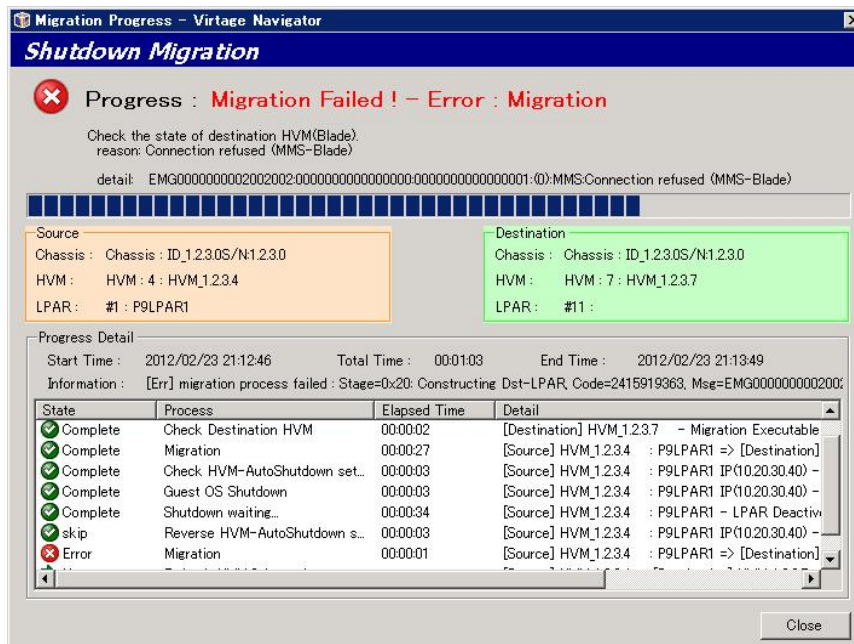 Migration Progress - Virtage Navigator
Shutdown Migration
Progress : Migration Failed ! - Error : Migration
Check the state of destination HVM(Blade).
reason: Connection refused (MMS-Blade)
detail: EMG0000000002002002:0000000000000000:0000000000000001:(0):MMS:Connection refused (MMS-Blade)
Source
Chassis : Chassis : ID_1.2.3.0S/N:1.2.3.0
HVM : HVM : 4 : HVM_1.2.3.4
LPAR : #1 : P9LPAR1
Destination
Chassis : Chassis : ID_1.2.3.0S/N:1.2.3.0
HVM : HVM : 7 : HVM_1.2.3.7
LPAR : #11 :
Progress Detail
Start Time : 2012/02/23 21:12:46 Total Time : 00:01:03 End Time : 2012/02/23 21:13:49
Information : [Err] migration process failed : Stage=0x20: Constructing Dst-LPAR, Code=2415919363, Msg=EMG0000000002002
State Process Elapsed Time Detail
Complete Check Destination HVM 00:00:02 [Destination] HVM_1.2.3.7 - Migration Executable
Complete Migration 00:00:27 [Source] HVM_1.2.3.4 : P9LPAR1 => [Destination]
Complete Check HVM-AutoShutdown set... 00:00:03 [Source] HVM_1.2.3.4 : P9LPAR1 IP(10.20.30.40) -
Complete Guest OS Shutdown 00:00:03 [Source] HVM_1.2.3.4 : P9LPAR1 IP(10.20.30.40) -
Complete Shutdown waiting... 00:00:34 [Source] HVM_1.2.3.4 : P9LPAR1 - LPAR Deactiv
skip Reverse HVM-AutoShutdown s... 00:00:03 [Source] HVM_1.2.3.4 : P9LPAR1 IP(10.20.30.40) -
Error Migration 00:00:01 [Source] HVM_1.2.3.4 : P9LPAR1 => [Destination]
Close